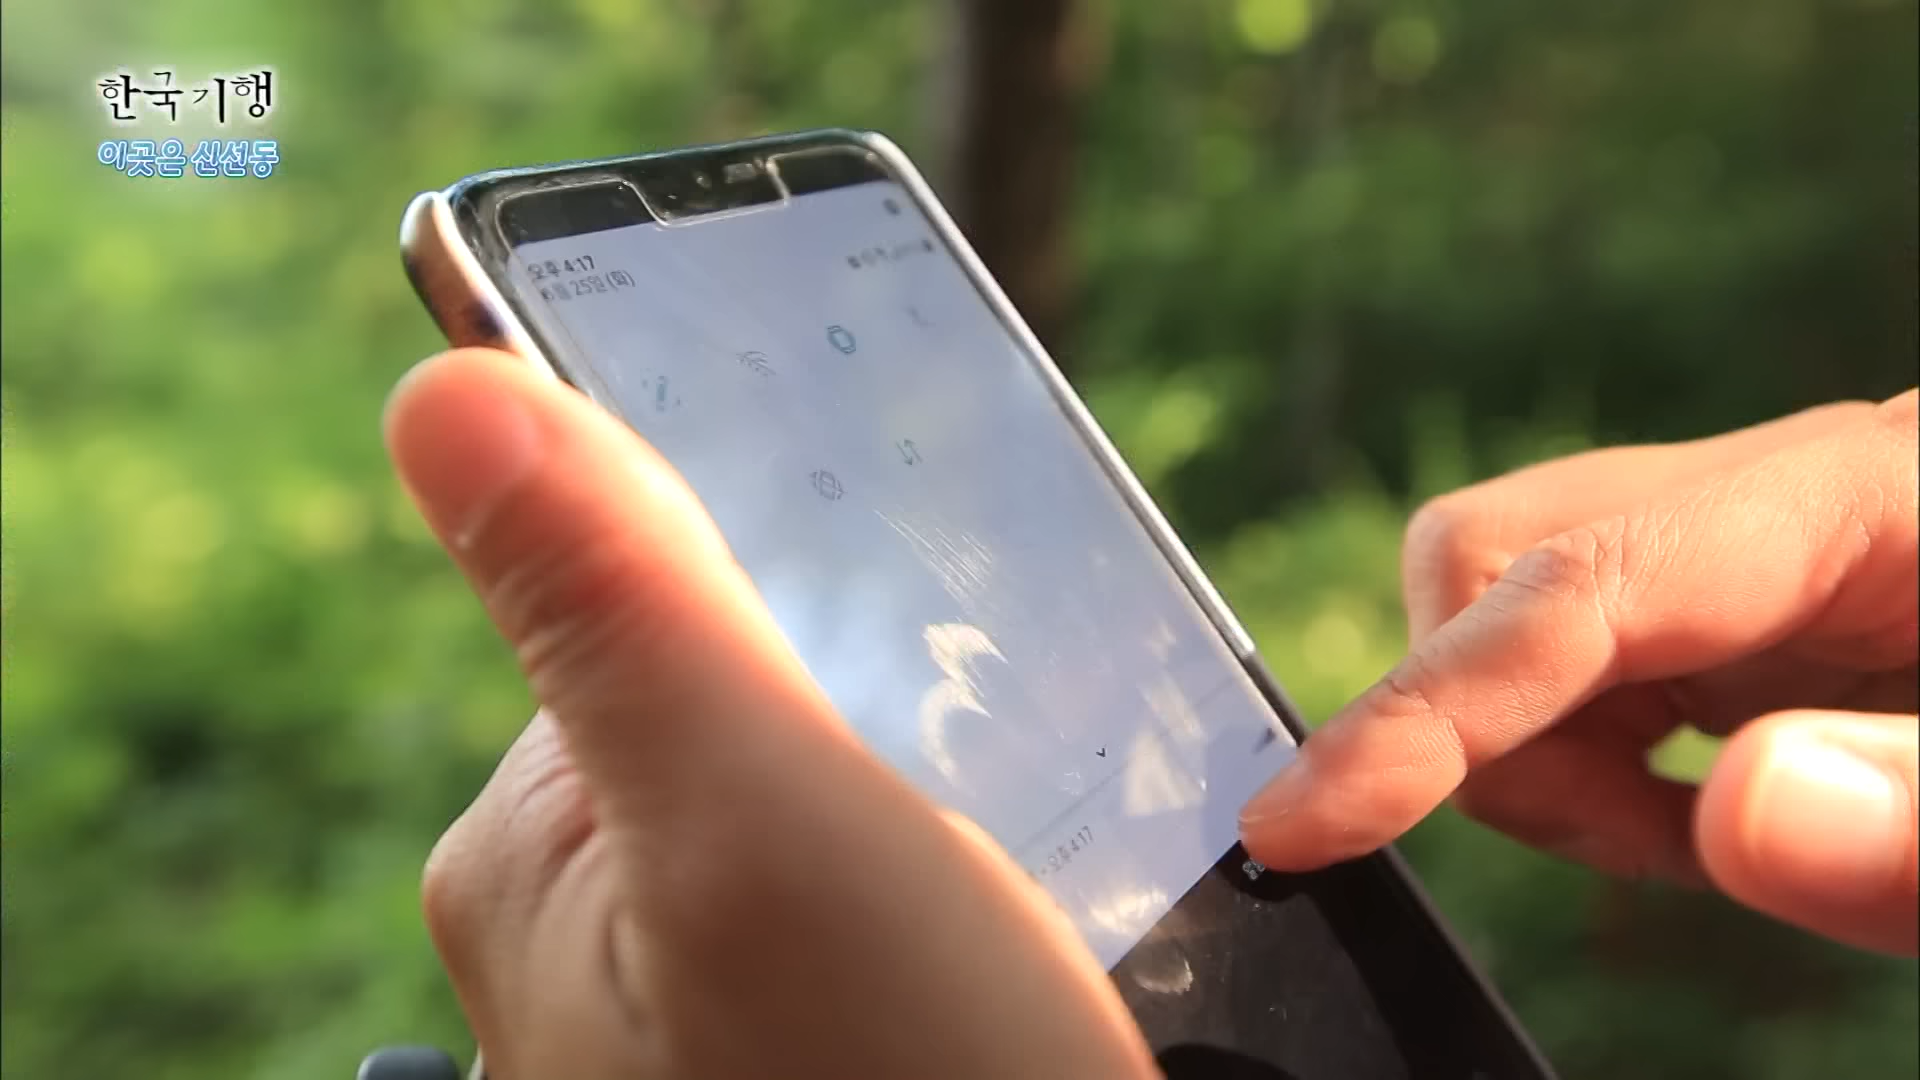 한국기행
이곳은 신선동
오후 4:17
6월 25일 (화)
오후 4:17